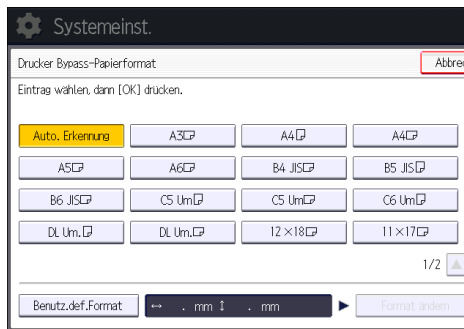 Systemeinst.
Drucker Bypass-Papierformat
Abbre
Eintrag wählen, dann [OK] drücken.
Auto. Erkennung A3 A4 A4
A5 A6 B4 JIS B5 JIS
B6 JIS C5 Um C5 Um C6 Um
DL Um. DL Um. 12×18 11×17
1/2
Benutz.def.Format ↔ . mm ↕ . mm Format ändern